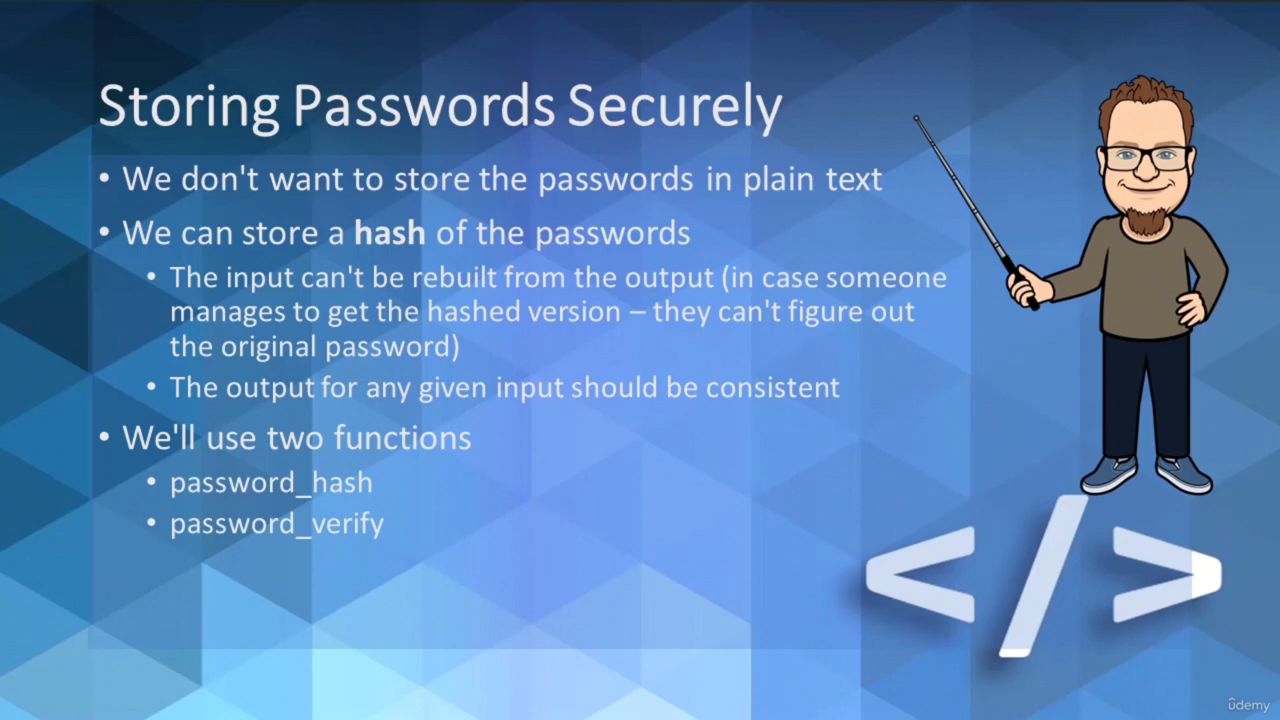 Storing Passwords Securely
• We don't want to store the passwords in plain text
• We can store a hash of the passwords
• The input can't be rebuilt from the output (in case someone
manages to get the hashed version – they can't figure out
the original password)
• The output for any given input should be consistent
• We'll use two functions
• password_hash
• password_verify
</>
ûdemy